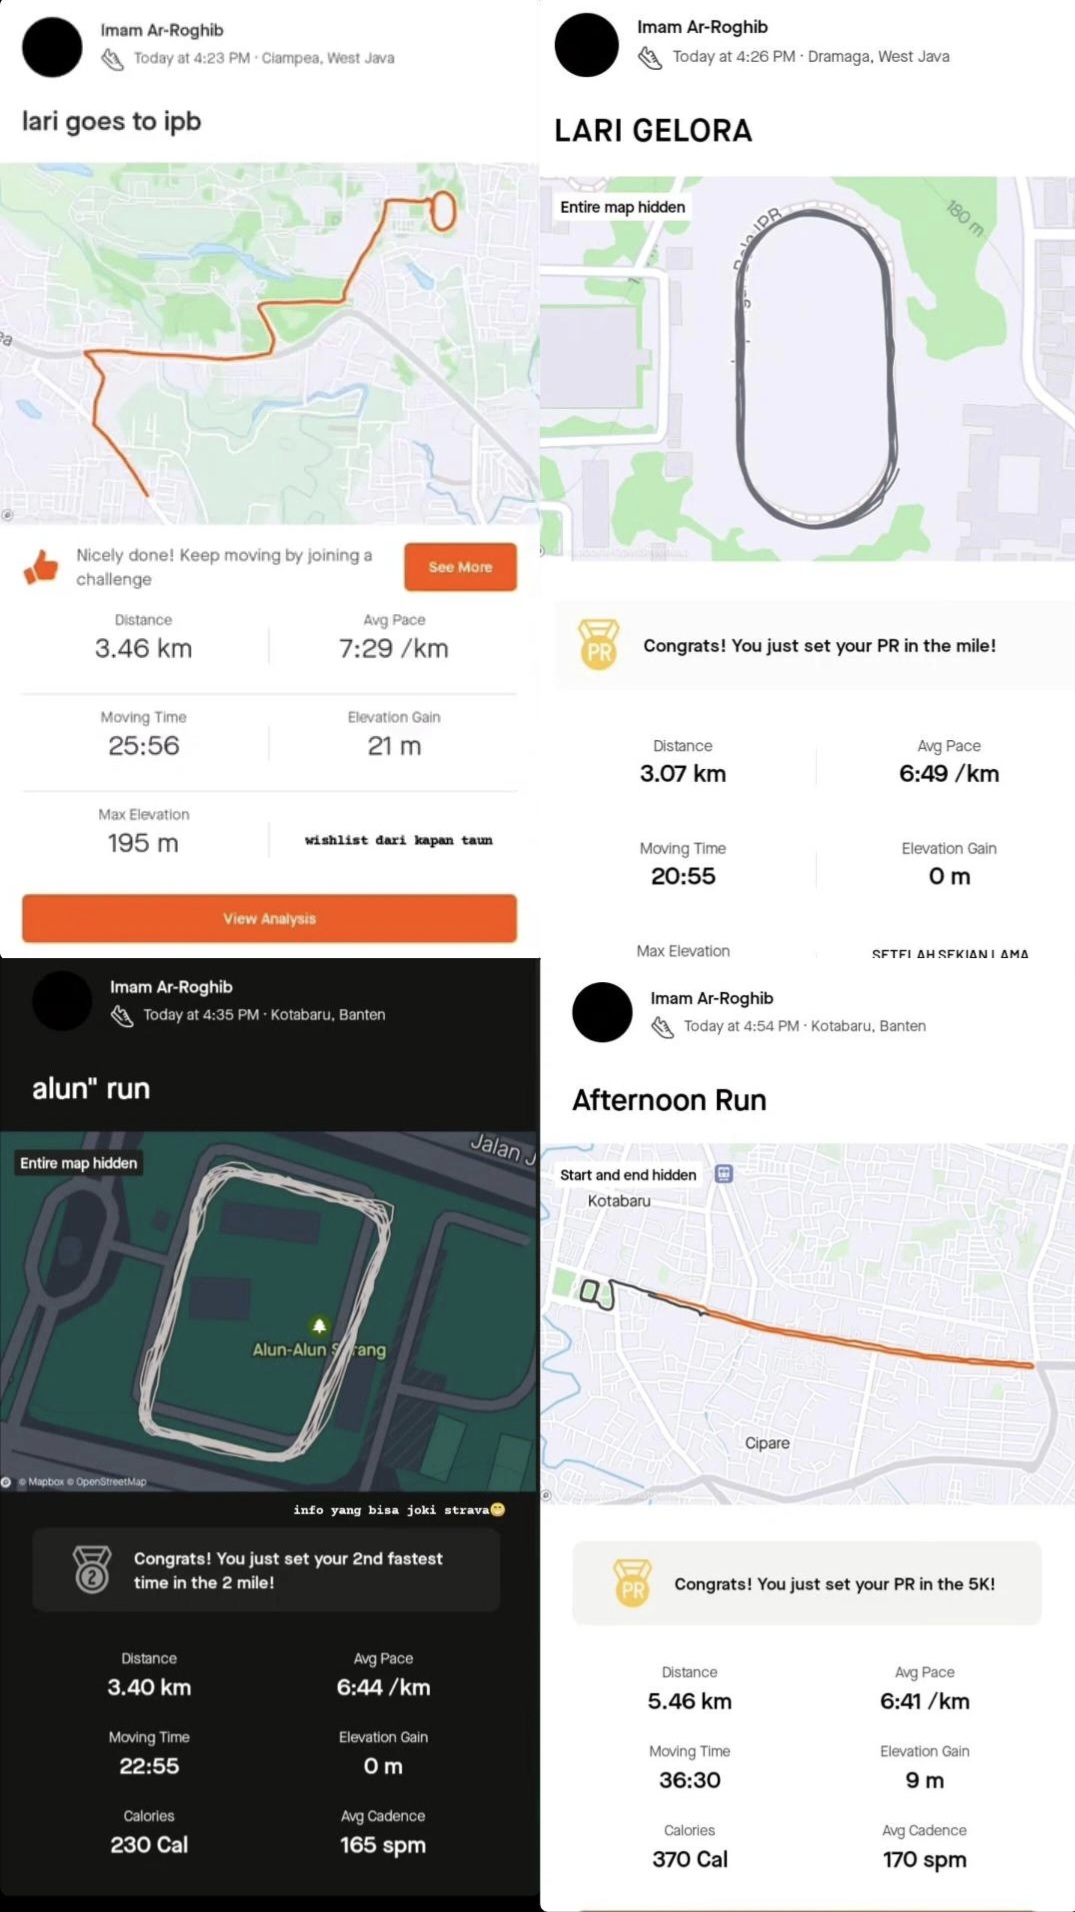 Imam Ar-Roghib
Today at 4:23 PM · Ciampea, West Java
lari goes to ipb
Nicely done! Keep moving by joining a
challenge
See More
Distance
Avg Pace
3.46 km
7:29 /km
Moving Time
Elevation Gain
25:56
21 m
Max Elevation
195 m
wishlist dari kapan taun
View Analysis
Imam Ar-Roghib
Today at 4:26 PM · Dramaga, West Java
LARI GELORA
Entire map hidden
180 m
Congrats! You just set your PR in the mile!
PR
Distance
Avg Pace
3.07 km
6:49 /km
Moving Time
Elevation Gain
20:55
0 m
Max Elevation
SETELAH SEKIAN LAMA
Imam Ar-Roghib
Today at 4:35 PM · Kotabaru, Banten
alun" run
Entire map hidden
Jalan J
Alun-Alun S rang
© Mapbox © OpenStreetMap
info yang bisa joki strava😁
2
Congrats! You just set your 2nd fastest
time in the 2 mile!
Distance
Avg Pace
3.40 km
6:44 /km
Moving Time
Elevation Gain
22:55
0 m
Calories
Avg Cadence
230 Cal
165 spm
Imam Ar-Roghib
Today at 4:54 PM · Kotabaru, Banten
Afternoon Run
Start and end hidden
Kotabaru
Cipare
PR
Congrats! You just set your PR in the 5K!
Distance
Avg Pace
5.46 km
6:41 /km
Moving Time
Elevation Gain
36:30
9 m
Calories
Avg Cadence
370 Cal
170 spm